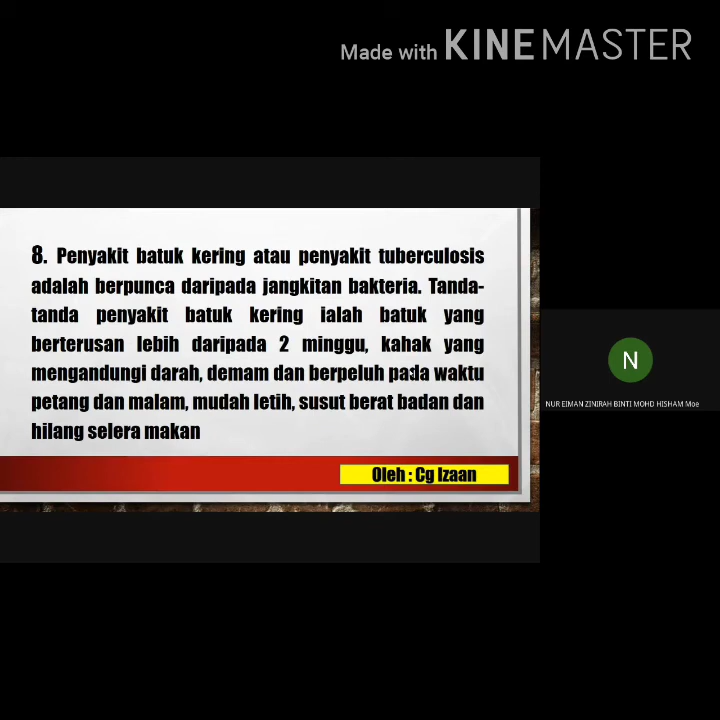 Made with KINEMASTER
8. Penyakit batuk kering atau penyakit tuberculosis
adalah berpunca daripada jangkitan bakteria. Tanda-
tanda penyakit batuk kering ialah batuk yang
berterusan lebih daripada 2 minggu, kahak yang
mengandungi darah, demam dan berpeluh pada waktu
petang dan malam, mudah letih, susut berat badan dan
hilang selera makan
Oleh : Cg Izaan
N
NUR EIMAN ZINIRAH BINTI MOHD HISHAM Moe